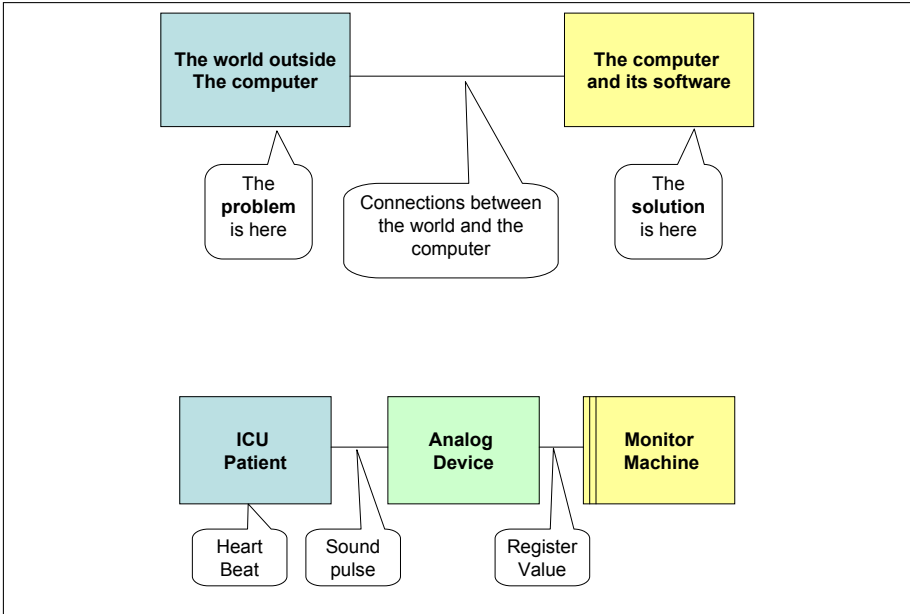 The world outside
The computer
The computer
and its software
The
problem
is here
Connections between
the world and the
computer
The
solution
is here
ICU
Patient
Analog
Device
Monitor
Machine
Heart
Beat
Sound
pulse
Register
Value